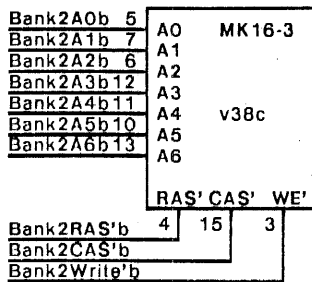 Bank2A0b 5 A0 MK16-3
Bank2A1b 7 A1
Bank2A2b 6 A2
Bank2A3b 12 A3
Bank2A4b 11 A4 v38c
Bank2A5b 10 A5
Bank2A6b 13 A6
RAS' CAS' WE'
Bank2RAS'b 4 15 3
Bank2CAS'b
Bank2Write'b